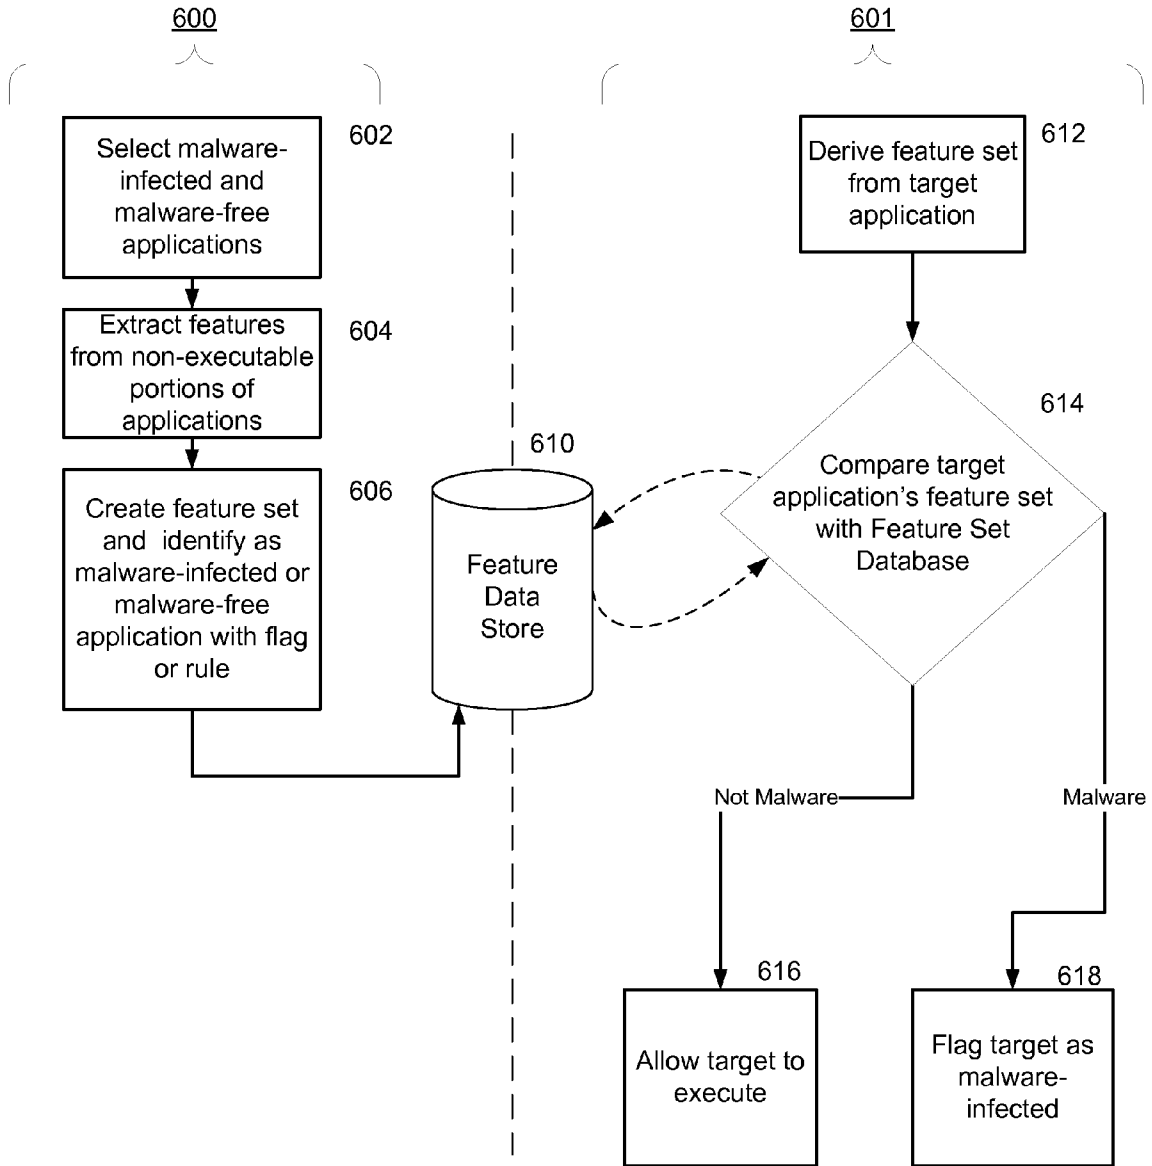 600
601
602
Select malware-
infected and
malware-free
applications
604
Extract features
from non-executable
portions of
applications
606
Create feature set
and identify as
malware-infected or
malware-free
application with flag
or rule
610
Feature
Data
Store
612
Derive feature set
from target
application
614
Compare target
application's feature set
with Feature Set
Database
Not Malware
Malware
616
Allow target to
execute
618
Flag target as
malware-
infected